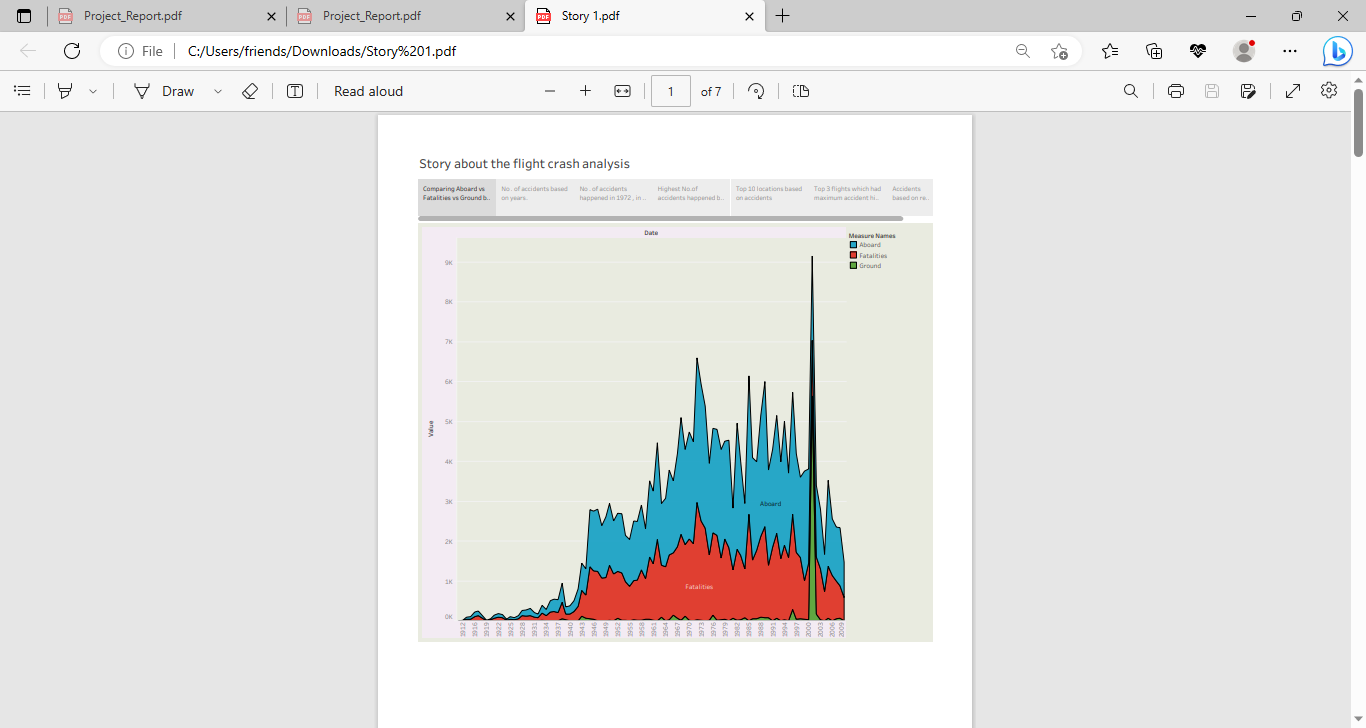 Project_Report.pdf
Project_Report.pdf
Story 1.pdf
File
C:/Users/friends/Downloads/Story%201.pdf
Draw
Read aloud
1 of 7
Story about the flight crash analysis
Comparing Aboard vs
Fatalities vs Ground b..
No . of accidents based
on years.
No . of accidents
happened in 1972 , in ..
Highest No.of
accidents happened b..
Top 10 locations based
on accidents
Top 3 flights which had
maximum accident hi..
Accidents
based on re..
Date
Measure Names
Aboard
Fatalities
Ground
Value
9K
8K
7K
6K
5K
4K
3K
2K
1K
0K
Aboard
Fatalities
1912
1916
1919
1922
1925
1928
1931
1934
1937
1940
1943
1946
1949
1952
1955
1958
1961
1964
1967
1970
1973
1976
1979
1982
1985
1988
1991
1994
1997
2000
2003
2006
2009